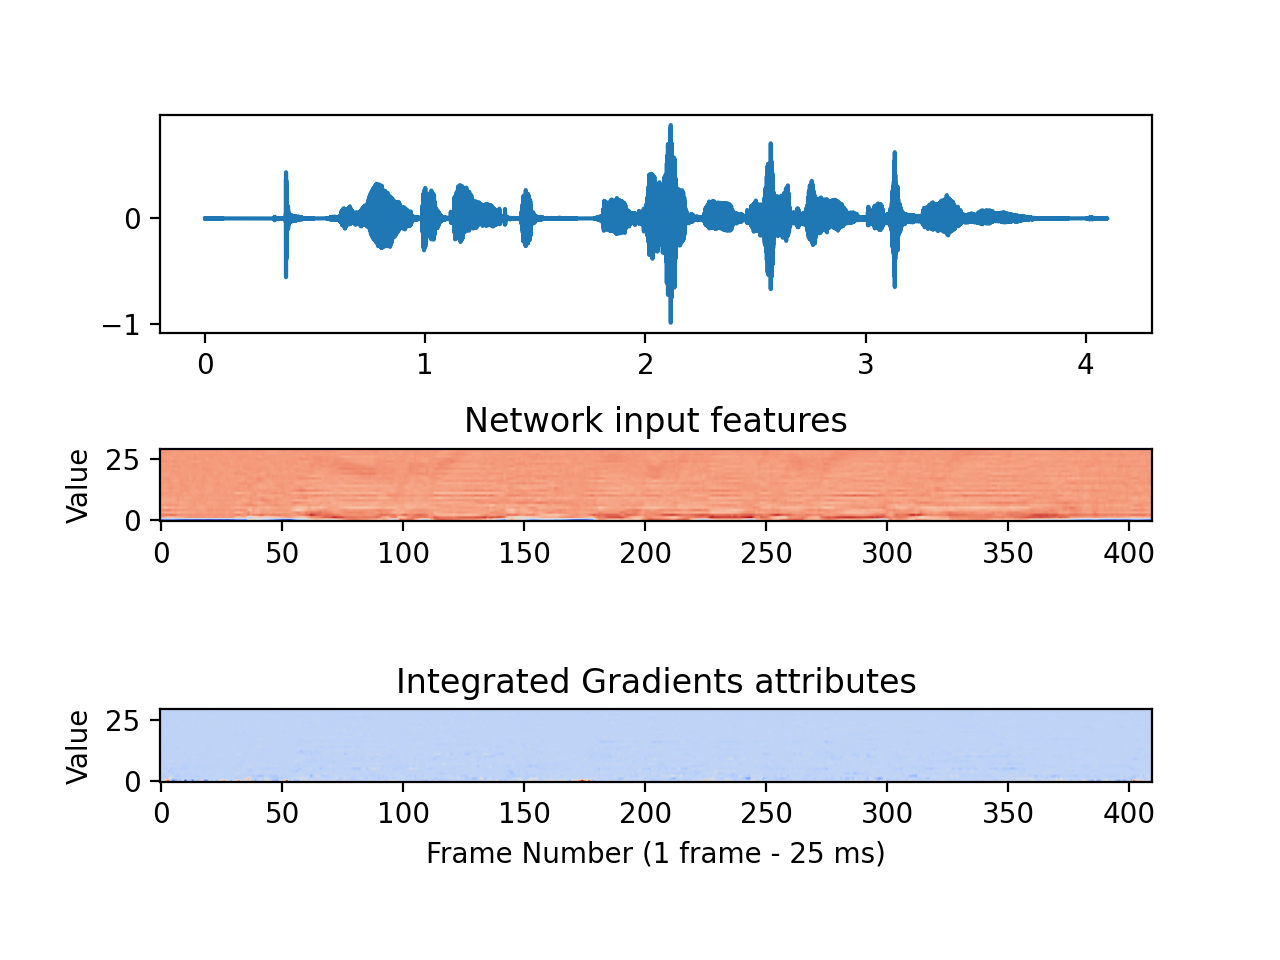 0
−1
0 1 2 3 4
Network input features
Value
25
0
0 50 100 150 200 250 300 350 400
Integrated Gradients attributes
Value
25
0
0 50 100 150 200 250 300 350 400
Frame Number (1 frame - 25 ms)